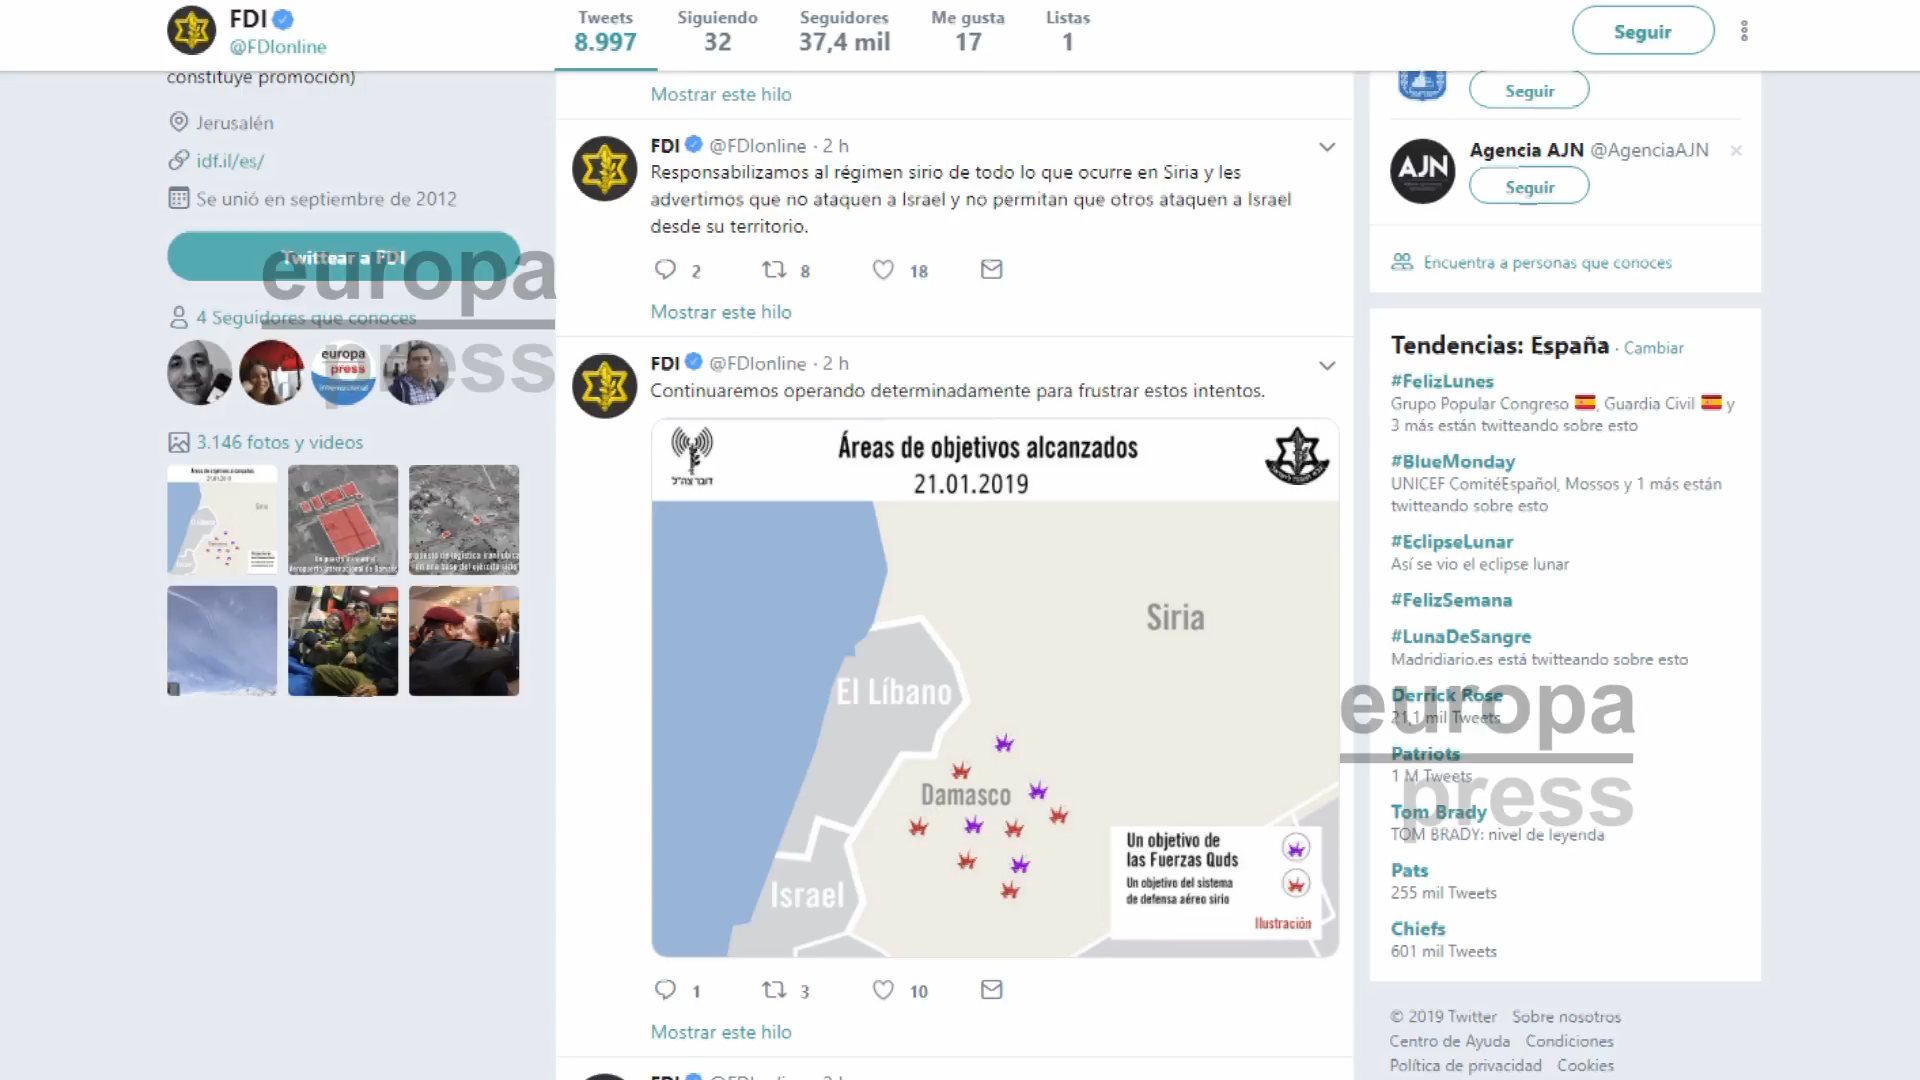 FDI
@FDIonline
Tweets
8.997
Siguiendo
32
Seguidores
37,4 mil
Me gusta
17
Listas
1
Seguir
constituye promoción)
Jerusalén
idf.il/es/
Se unió en septiembre de 2012
Twittear a FDI
4 Seguidores que conoces
europa
press
3.146 fotos y videos
europa
press
Mostrar este hilo
FDI @FDIonline · 2 h
Responsabilizamos al régimen sirio de todo lo que ocurre en Siria y les
advertimos que no ataquen a Israel y no permitan que otros ataquen a Israel
desde su territorio.
2 8 18
Mostrar este hilo
FDI @FDIonline · 2 h
Continuaremos operando determinadamente para frustrar estos intentos.
דובר צה"ל
Áreas de objetivos alcanzados
21.01.2019
Siria
El Líbano
Damasco
Israel
Un objetivo de
las Fuerzas Quds
Un objetivo del sistema
de defensa aéreo sirio
Ilustración
1 3 10
Mostrar este hilo
FDI @FDIonline · 2 h
Seguir
AJN
Agencia AJN @AgenciaAJN
Seguir
Encuentra a personas que conoces
Tendencias: España · Cambiar
#FelizLunes
Grupo Popular Congreso, Guardia Civil y
3 más están twitteando sobre esto
#BlueMonday
UNICEF ComitéEspañol, Mossos y 1 más están
twitteando sobre esto
#EclipseLunar
Así se vio el eclipse lunar
#FelizSemana
#LunaDeSangre
Madridiario.es está twitteando sobre esto
Derrick Rose
21,1 mil Tweets
Patriots
1 M Tweets
Tom Brady
TOM BRADY: nivel de leyenda
Pats
255 mil Tweets
Chiefs
601 mil Tweets
europa
press
© 2019 Twitter Sobre nosotros
Centro de Ayuda Condiciones
Política de privacidad Cookies